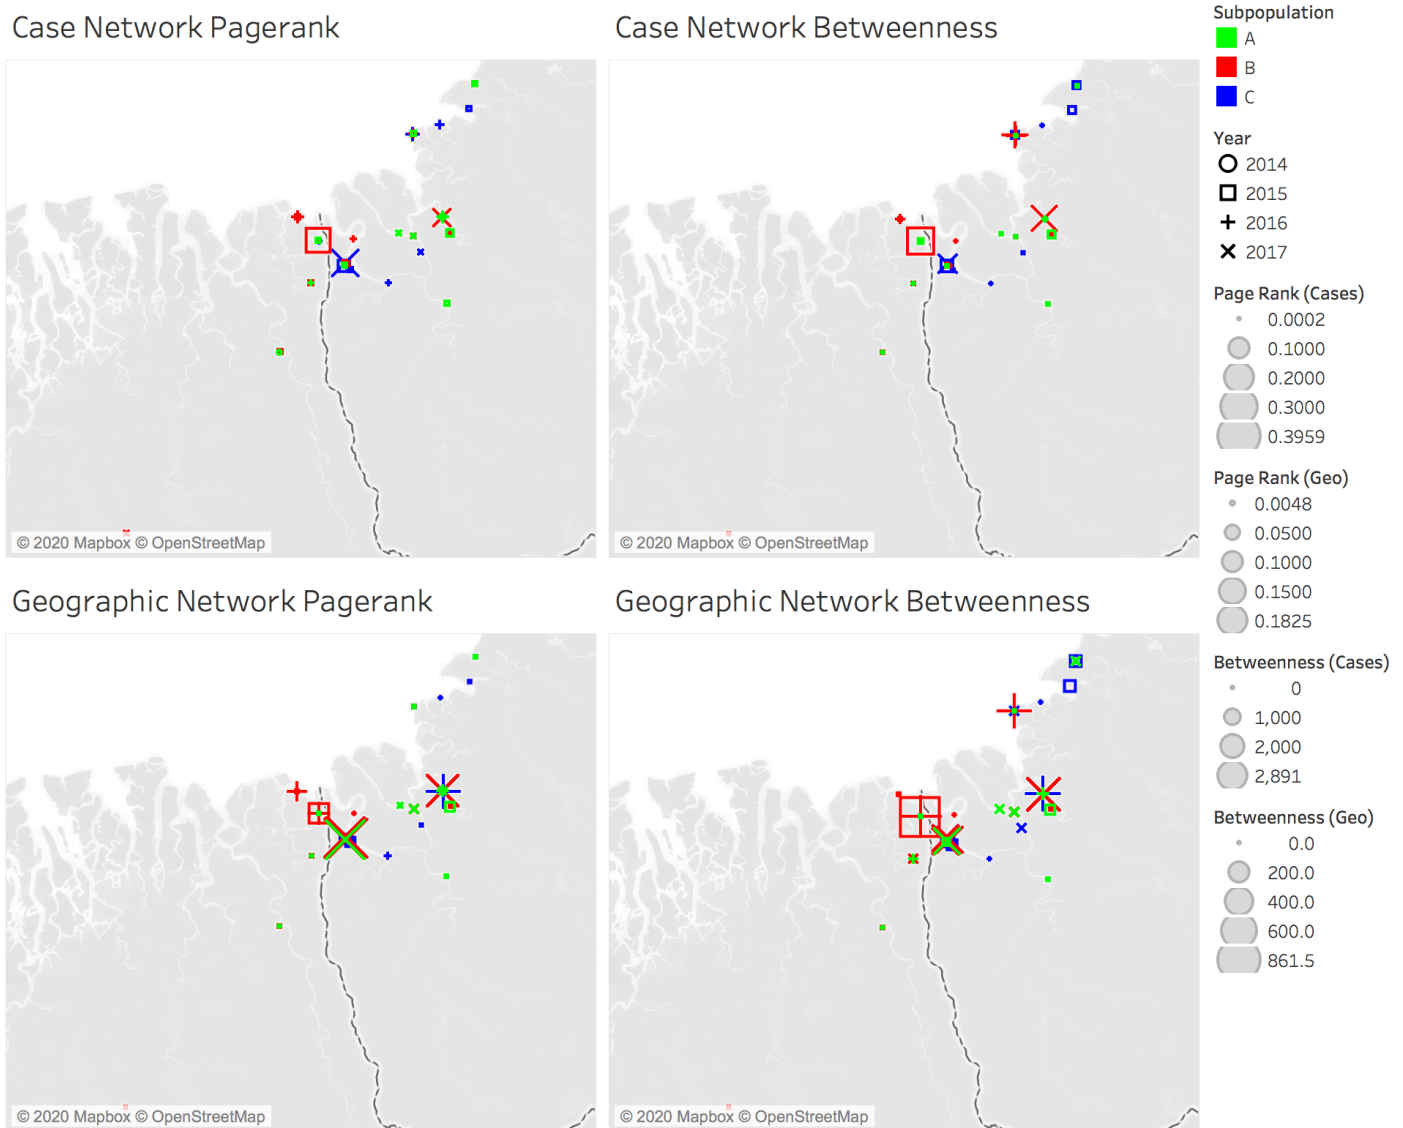 Case Network Pagerank
Case Network Betweenness
© 2020 Mapbox © OpenStreetMap
© 2020 Mapbox © OpenStreetMap
Geographic Network Pagerank
Geographic Network Betweenness
© 2020 Mapbox © OpenStreetMap
© 2020 Mapbox © OpenStreetMap
Subpopulation
A
B
C
Year
2014
2015
2016
2017
Page Rank (Cases)
0.0002
0.1000
0.2000
0.3000
0.3959
Page Rank (Geo)
0.0048
0.0500
0.1000
0.1500
0.1825
Betweenness (Cases)
0
1,000
2,000
2,891
Betweenness (Geo)
0.0
200.0
400.0
600.0
861.5